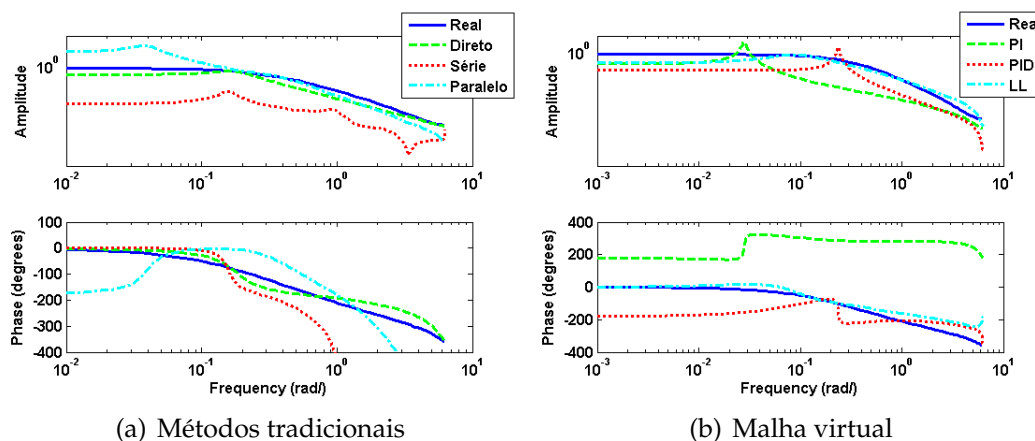 Real
Direto
Série
Paralelo
Amplitude
10^0
10^-2
10^-1
10^0
10^1
Phase (degrees)
100
0
-100
-200
-300
-400
10^-2
10^-1
10^0
10^1
Frequency (rad/)
(a) Métodos tradicionais
Real
PI
PID
LL
Amplitude
10^0
10^-3
10^-2
10^-1
10^0
10^1
Phase (degrees)
400
200
0
-200
-400
10^-3
10^-2
10^-1
10^0
10^1
Frequency (rad/)
(b) Malha virtual